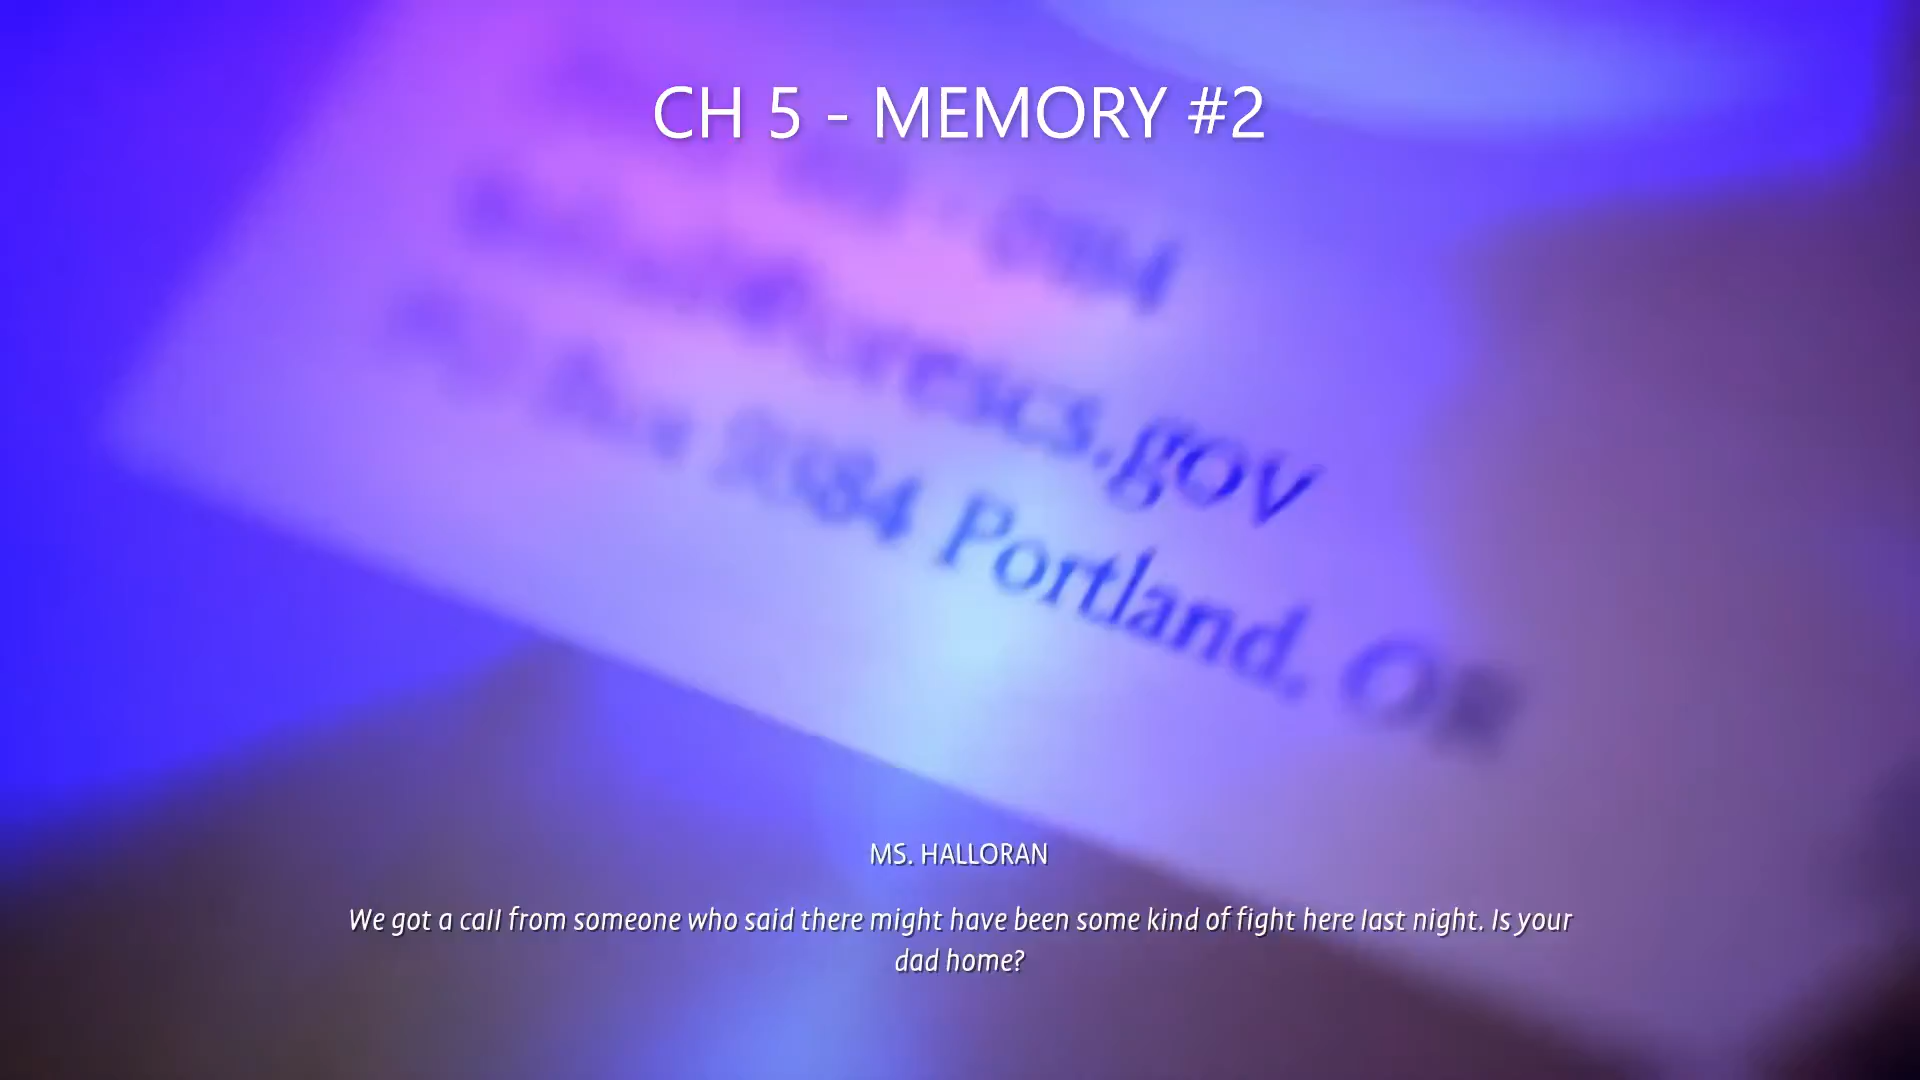 CH 5 - MEMORY #2
.gov
Portland, OR
MS. HALLORAN
We got a call from someone who said there might have been some kind of fight here last night. Is your
dad home?